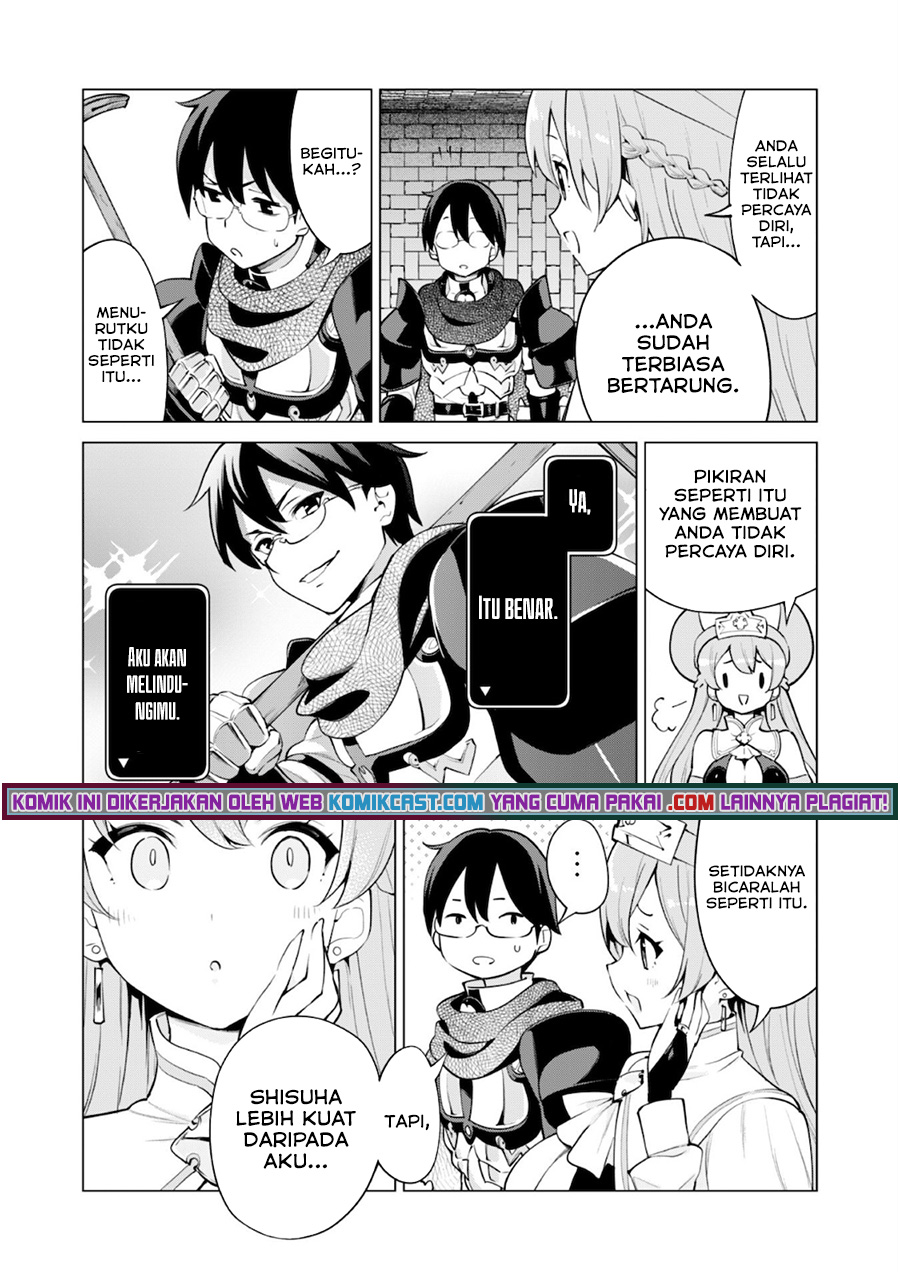 ANDA
SELALU
TERLIHAT
TIDAK
PERCAYA
DIRI,
TAPI...
...ANDA
SUDAH
TERBIASA
BERTARUNG.
BEGITU-
KAH...?
MENU-
RUTKU
TIDAK
SEPERTI
ITU...
PIKIRAN
SEPERTI ITU
YANG MEMBUAT
ANDA TIDAK
PERCAYA DIRI.
YA,
ITU BENAR.
AKU AKAN
MELINDU-
NGIMU.
KOMIK INI DIKERJAKAN OLEH WEB KOMIKCAST.COM YANG CUMA PAKAI .COM LAINNYA PLAGIAT!
SETIDAKNYA
BICARALAH
SEPERTI ITU.
...
TAPI,
SHISUHA
LEBIH KUAT
DARIPADA
AKU...